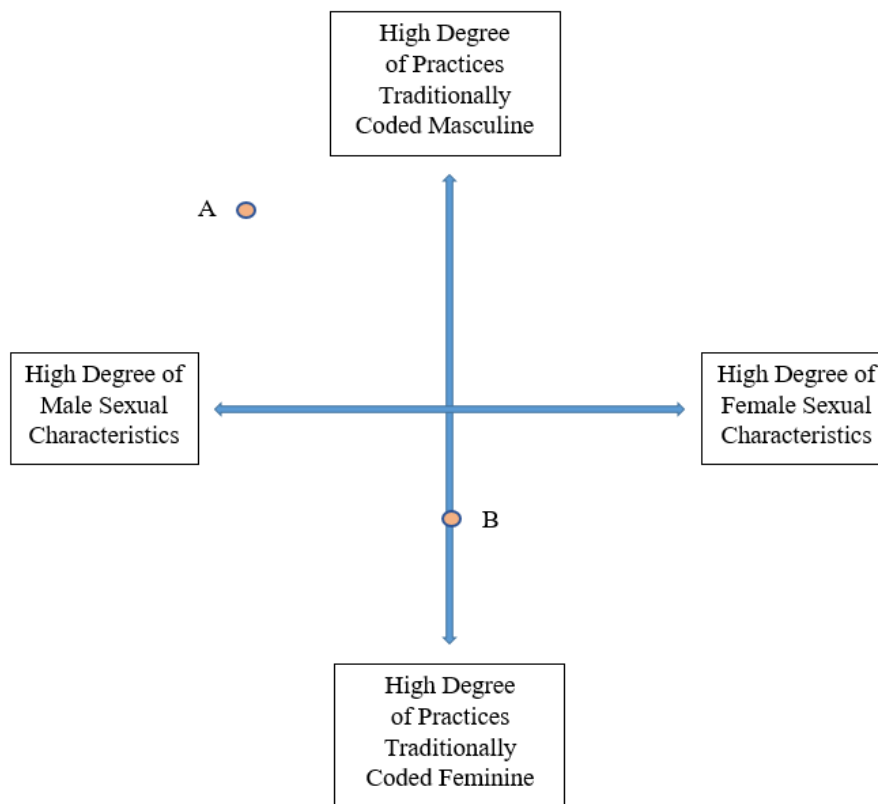 High Degree
of Practices
Traditionally
Coded Masculine
A
High Degree of
Male Sexual
Characteristics
High Degree of
Female Sexual
Characteristics
B
High Degree
of Practices
Traditionally
Coded Feminine